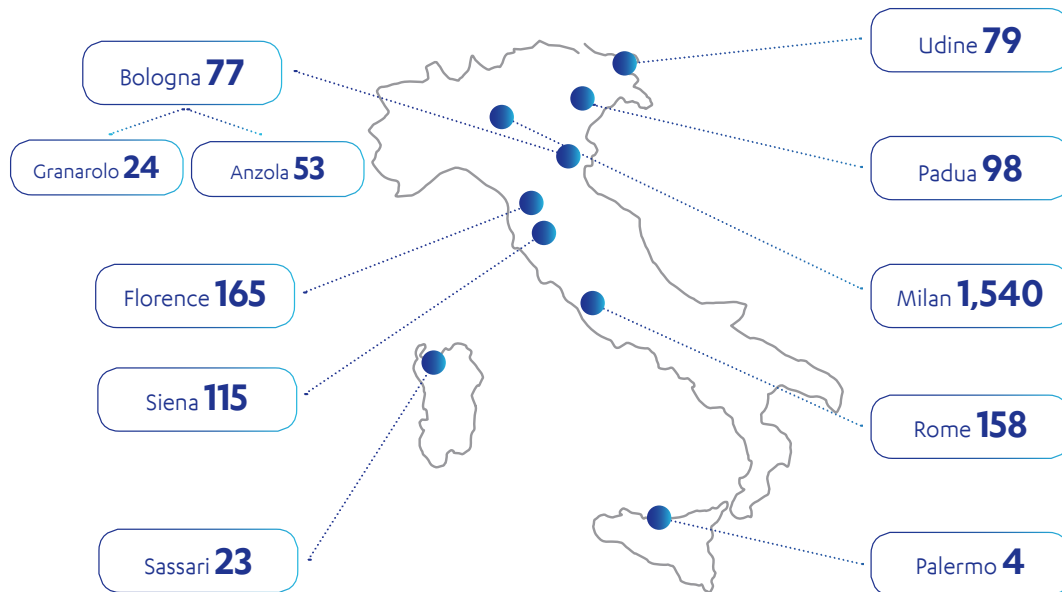 Udine 79
Bologna 77
Granarolo 24
Anzola 53
Padua 98
Florence 165
Milan 1,540
Siena 115
Rome 158
Sassari 23
Palermo 4